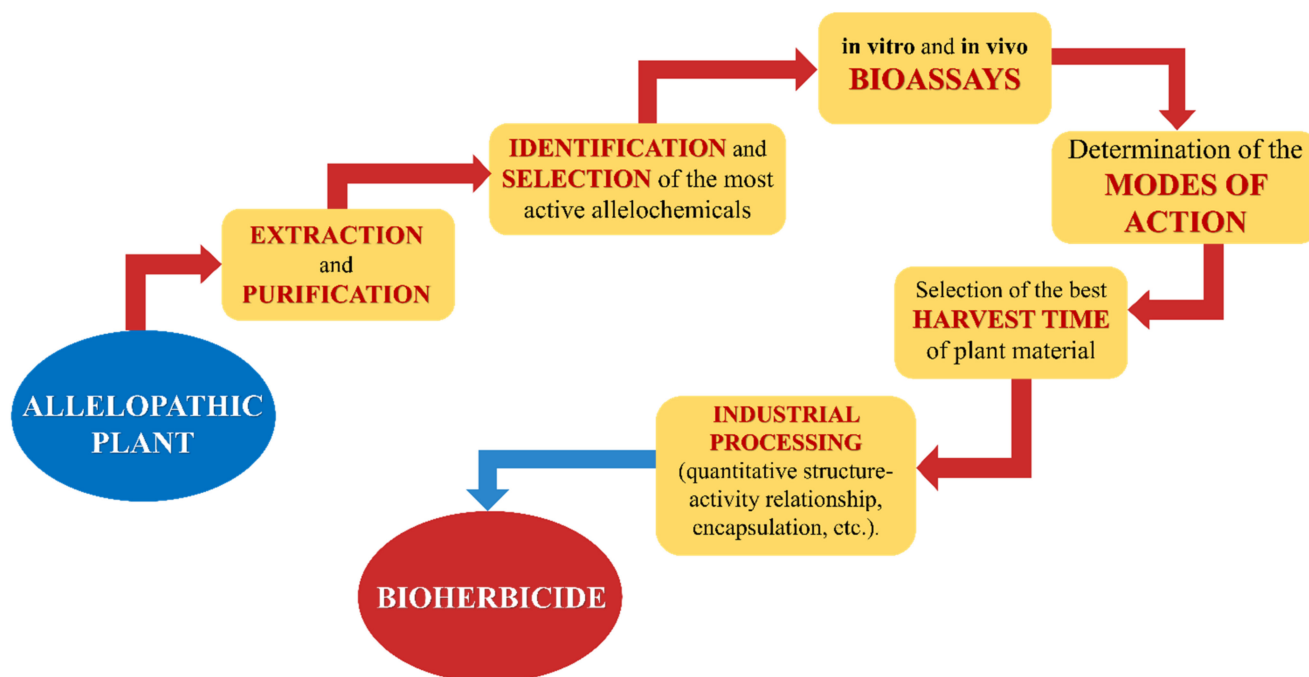 ALLELOPATHIC
PLANT
EXTRACTION
and
PURIFICATION
IDENTIFICATION and
SELECTION of the most
active allelochemicals
in vitro and in vivo
BIOASSAYS
Determination of the
MODES OF
ACTION
Selection of the best
HARVEST TIME
of plant material
INDUSTRIAL
PROCESSING
(quantitative structure-
activity relationship,
encapsulation, etc.).
BIOHERBICIDE